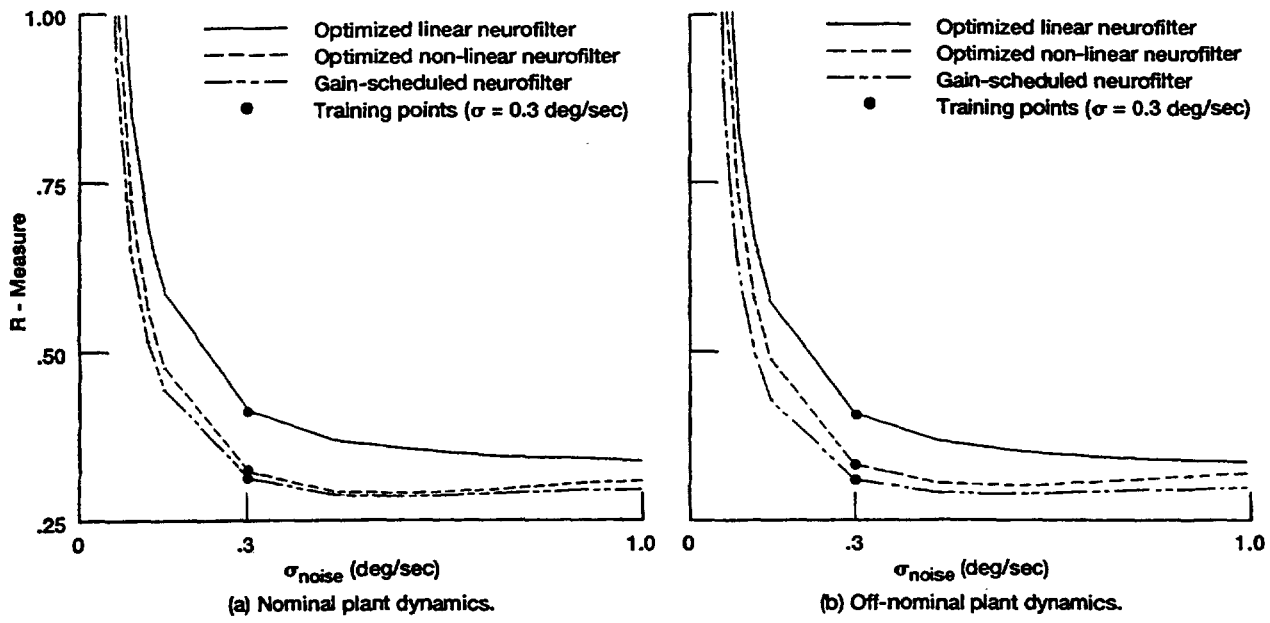 1.00
.75
.50
.25
R - Measure
Optimized linear neurofilter
Optimized non-linear neurofilter
Gain-scheduled neurofilter
Training points (σ = 0.3 deg/sec)
0
.3
1.0
σnoise (deg/sec)
(a) Nominal plant dynamics.
Optimized linear neurofilter
Optimized non-linear neurofilter
Gain-scheduled neurofilter
Training points (σ = 0.3 deg/sec)
0
.3
1.0
σnoise (deg/sec)
(b) Off-nominal plant dynamics.